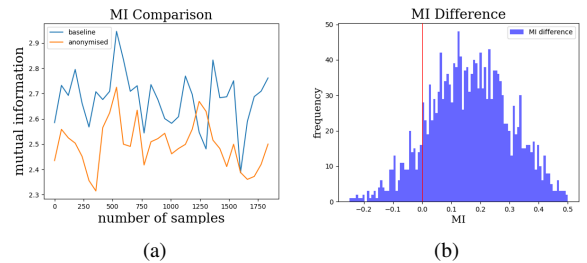 MI Comparison
baseline
anonymised
mutual information
2.9
2.8
2.7
2.6
2.5
2.4
2.3
0 250 500 750 1000 1250 1500 1750
number of samples
(a)
MI Difference
MI difference
frequency
50
40
30
20
10
0
−0.2 −0.1 0.0 0.1 0.2 0.3 0.4 0.5
MI
(b)